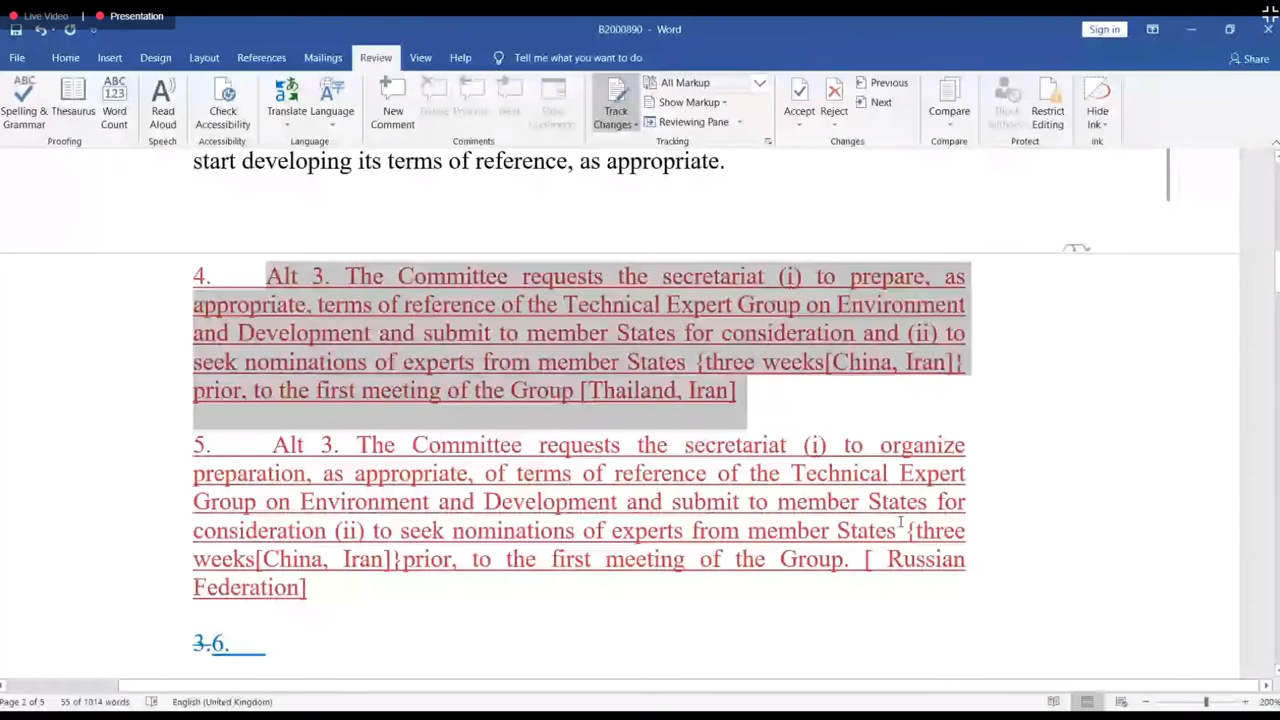 Live Video | Presentation
B2000890 - Word
Sign in
File Home Insert Design Layout References Mailings Review View Help Tell me what you want to do
Share
ABC Spelling & Grammar
Thesaurus
ABC 123 Word Count
Read Aloud
Check Accessibility
Translate
Language
New Comment
Next
Show Comments
Track Changes
All Markup
Show Markup
Reviewing Pane
Accept
Reject
Previous
Next
Compare
Block Authors
Restrict Editing
Hide Ink
Proofing Speech Accessibility Language Comments Tracking Changes Compare Protect Ink
start developing its terms of reference, as appropriate.
4. Alt 3. The Committee requests the secretariat (i) to prepare, as
appropriate, terms of reference of the Technical Expert Group on Environment
and Development and submit to member States for consideration and (ii) to
seek nominations of experts from member States {three weeks[China, Iran]}
prior, to the first meeting of the Group [Thailand, Iran]
5. Alt 3. The Committee requests the secretariat (i) to organize
preparation, as appropriate, of terms of reference of the Technical Expert
Group on Environment and Development and submit to member States for
consideration (ii) to seek nominations of experts from member States {three
weeks[China, Iran]}prior, to the first meeting of the Group. [ Russian
Federation]
3.6.
Page 2 of 5 55 of 1014 words English (United Kingdom) 200%